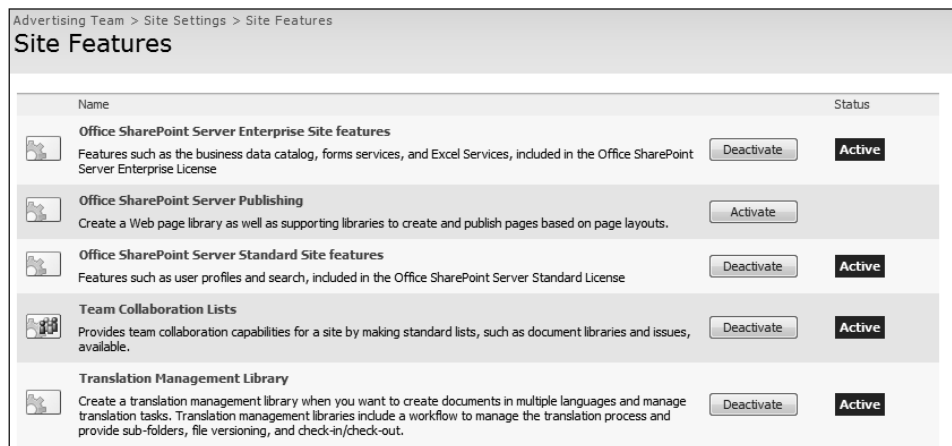 Advertising Team > Site Settings > Site Features
Site Features
Name Status
Office SharePoint Server Enterprise Site features
Features such as the business data catalog, forms services, and Excel Services, included in the Office SharePoint
Server Enterprise License
Deactivate Active
Office SharePoint Server Publishing
Create a Web page library as well as supporting libraries to create and publish pages based on page layouts.
Activate
Office SharePoint Server Standard Site features
Features such as user profiles and search, included in the Office SharePoint Server Standard License
Deactivate Active
Team Collaboration Lists
Provides team collaboration capabilities for a site by making standard lists, such as document libraries and issues,
available.
Deactivate Active
Translation Management Library
Create a translation management library when you want to create documents in multiple languages and manage
translation tasks. Translation management libraries include a workflow to manage the translation process and
provide sub-folders, file versioning, and check-in/check-out.
Deactivate Active